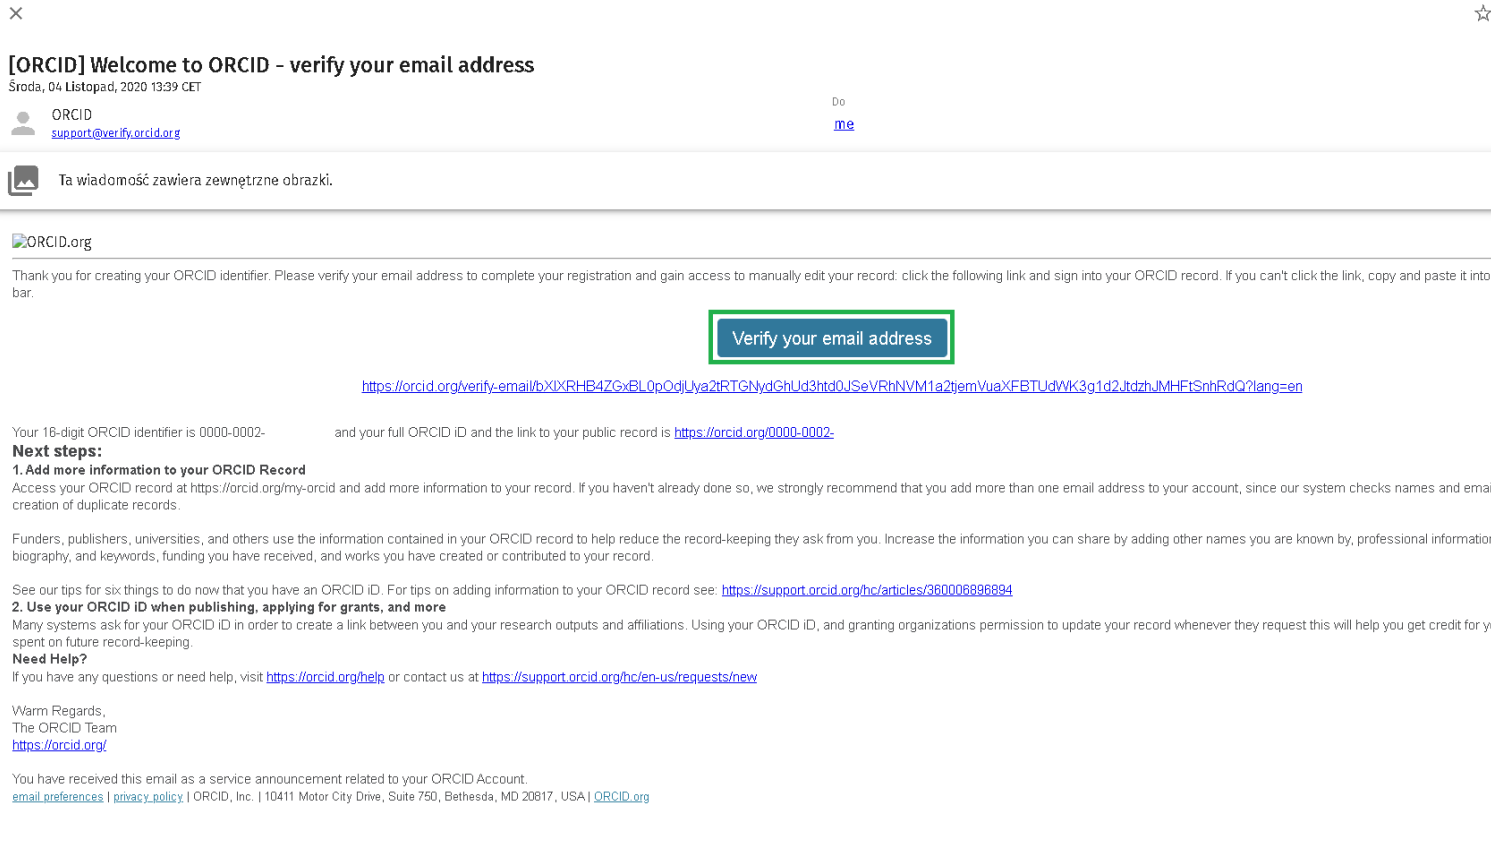 [ORCID] Welcome to ORCID - verify your email address
Środa, 04 Listopad, 2020 13:39 CET
ORCID
support@verify.orcid.org
Do
me
Ta wiadomość zawiera zewnętrzne obrazki.
ORCID.org
Thank you for creating your ORCID identifier. Please verify your email address to complete your registration and gain access to manually edit your record: click the following link and sign into your ORCID record. If you can't click the link, copy and paste it into
bar.
Verify your email address
https://orcid.org/verify-email/bXlXRHB4ZGxBL0pOdjUya2tRTGNydGhUd3htd0JSeVRhNVM1a2tjemVuaXFBTUdWK3g1d2JtdzhJMHFtSnhRdQ?lang=en
Your 16-digit ORCID identifier is 0000-0002- and your full ORCID iD and the link to your public record is https://orcid.org/0000-0002-
Next steps:
1. Add more information to your ORCID Record
Access your ORCID record at https://orcid.org/my-orcid and add more information to your record. If you haven't already done so, we strongly recommend that you add more than one email address to your account, since our system checks names and emai
creation of duplicate records.
Funders, publishers, universities, and others use the information contained in your ORCID record to help reduce the record-keeping they ask from you. Increase the information you can share by adding other names you are known by, professional information
biography, and keywords, funding you have received, and works you have created or contributed to your record.
See our tips for six things to do now that you have an ORCID iD. For tips on adding information to your ORCID record see: https://support.orcid.org/hc/articles/360006896894
2. Use your ORCID iD when publishing, applying for grants, and more
Many systems ask for your ORCID iD in order to create a link between you and your research outputs and affiliations. Using your ORCID iD, and granting organizations permission to update your record whenever they request this will help you get credit for y
spent on future record-keeping.
Need Help?
If you have any questions or need help, visit https://orcid.org/help or contact us at https://support.orcid.org/hc/en-us/requests/new
Warm Regards,
The ORCID Team
https://orcid.org/
You have received this email as a service announcement related to your ORCID Account.
email preferences | privacy policy | ORCID, Inc. | 10411 Motor City Drive, Suite 750, Bethesda, MD 20817, USA | ORCID.org